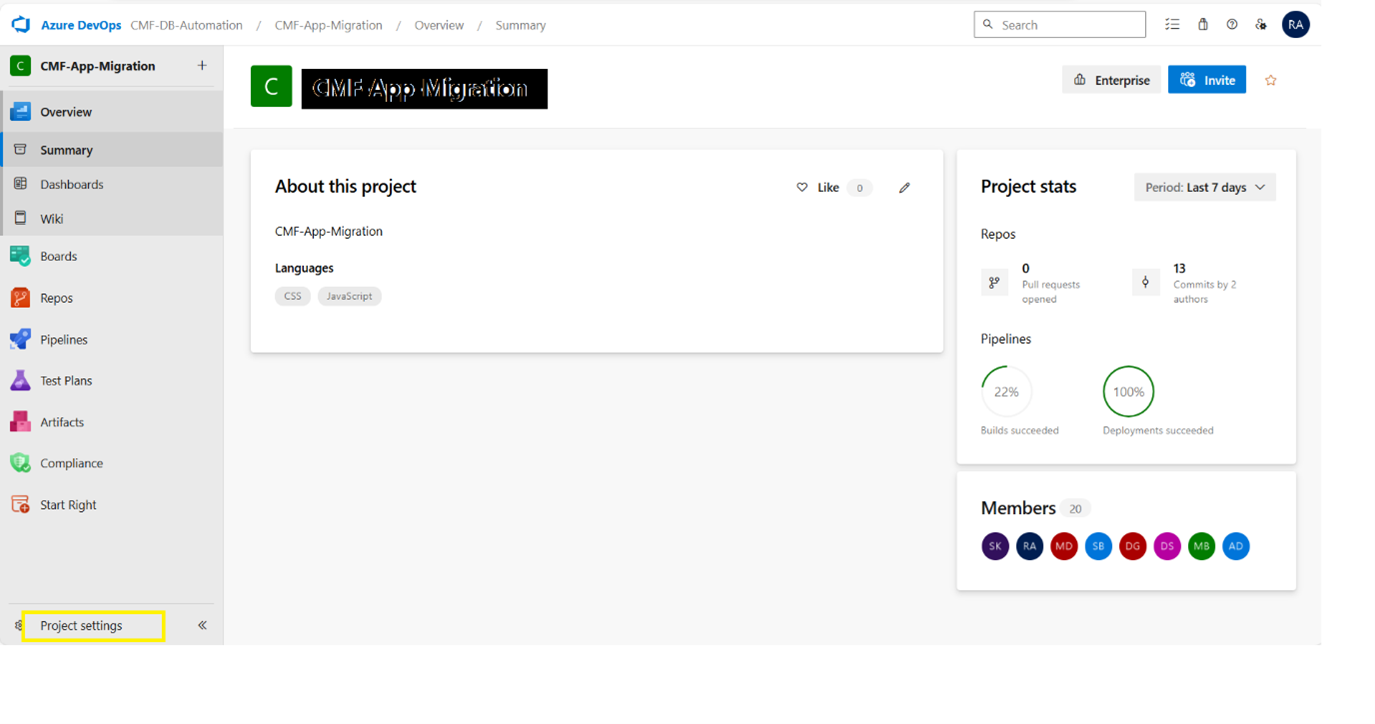 Azure DevOps CMF-DB-Automation / CMF-App-Migration / Overview / Summary
Search
RA
C CMF-App-Migration +
Overview
Summary
Dashboards
Wiki
Boards
Repos
Pipelines
Test Plans
Artifacts
Compliance
Start Right
Project settings
C CMF-App-Migration
Enterprise
Invite
About this project
Like 0
CMF-App-Migration
Languages
CSS JavaScript
Project stats
Period: Last 7 days
Repos
0
Pull requests
opened
13
Commits by 2
authors
Pipelines
22%
Builds succeeded
100%
Deployments succeeded
Members 20
SK RA MD SB DG DS MB AD